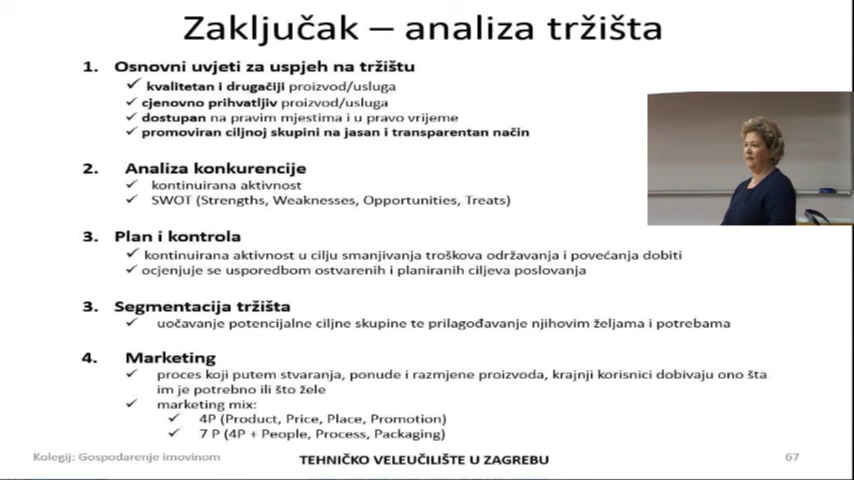 Zaključak – analiza tržišta
1. Osnovni uvjeti za uspjeh na tržištu
✓ kvalitetan i drugačiji proizvod/usluga
✓ cjenovno prihvatljiv proizvod/usluga
✓ dostupan na pravim mjestima i u pravo vrijeme
✓ promoviran ciljnoj skupini na jasan i transparentan način
2. Analiza konkurencije
✓ kontinuirana aktivnost
✓ SWOT (Strengths, Weaknesses, Opportunities, Treats)
3. Plan i kontrola
✓ kontinuirana aktivnost u cilju smanjivanja troškova održavanja i povećanja dobiti
✓ ocjenjuje se usporedbom ostvarenih i planiranih ciljeva poslovanja
3. Segmentacija tržišta
✓ uočavanje potencijalne ciljne skupine te prilagođavanje njihovim željama i potrebama
4. Marketing
✓ proces koji putem stvaranja, ponude i razmjene proizvoda, krajnji korisnici dobivaju ono šta
im je potrebno ili što žele
✓ marketing mix:
✓ 4P (Product, Price, Place, Promotion)
✓ 7 P (4P + People, Process, Packaging)
Kolegij: Gospodarenje imovinom
TEHNIČKO VELEUČILIŠTE U ZAGREBU
67